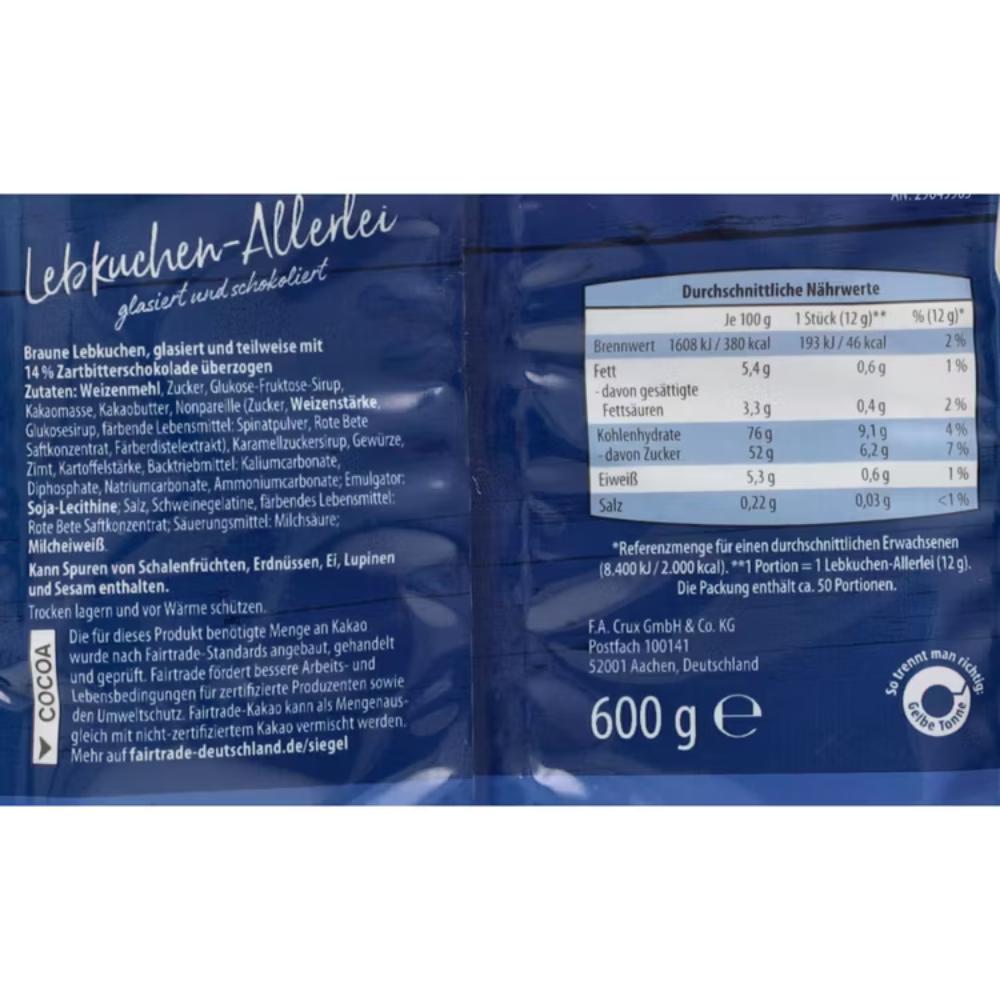 Lebkuchen-Allerlei
glasiert und schokoliert
Braune Lebkuchen, glasiert und teilweise mit
14 % Zartbitterschokolade überzogen
Zutaten: Weizenmehl, Zucker, Glukose-Fruktose-Sirup,
Kakaomasse, Kakaobutter, Nonpareille (Zucker, Weizenstärke,
Glukosesirup, färbende Lebensmittel: Spinatpulver, Rote Bete
Saftkonzentrat, Färberdistelextrakt), Karamellzuckersirup, Gewürze,
Zimt, Kartoffelstärke, Backtriebmittel: Kaliumcarbonate,
Diphosphate, Natriumcarbonate, Ammoniumcarbonate; Emulgator:
Soja-Lecithine; Salz, Schweinegelatine, färbendes Lebensmittel:
Rote Bete Saftkonzentrat; Säuerungsmittel: Milchsäure;
Milcheiweiß.
Kann Spuren von Schalenfrüchten, Erdnüssen, Ei, Lupinen
und Sesam enthalten.
Trocken lagern und vor Wärme schützen.
COCOA
Die für dieses Produkt benötigte Menge an Kakao
wurde nach Fairtrade-Standards angebaut, gehandelt
und geprüft. Fairtrade fördert bessere Arbeits- und
Lebensbedingungen für zertifizierte Produzenten sowie
den Umweltschutz. Fairtrade-Kakao kann als Mengenaus-
gleich mit nicht-zertifiziertem Kakao vermischt werden.
Mehr auf fairtrade-deutschland.de/siegel
Durchschnittliche Nährwerte
Je 100 g 1 Stück (12 g)** % (12 g)*
Brennwert 1608 kJ / 380 kcal 193 kJ / 46 kcal 2 %
Fett 5,4 g 0,6 g 1 %
- davon gesättigte
Fettsäuren 3,3 g 0,4 g 2 %
Kohlenhydrate 76 g 9,1 g 4 %
- davon Zucker 52 g 6,2 g 7 %
Eiweiß 5,3 g 0,6 g 1 %
Salz 0,22 g 0,03 g <1 %
*Referenzmenge für einen durchschnittlichen Erwachsenen
(8.400 kJ / 2.000 kcal). **1 Portion = 1 Lebkuchen-Allerlei (12 g).
Die Packung enthält ca. 50 Portionen.
F.A. Crux GmbH & Co. KG
Postfach 100141
52001 Aachen, Deutschland
600 g e
So trennt man richtig:
Gelbe Tonne